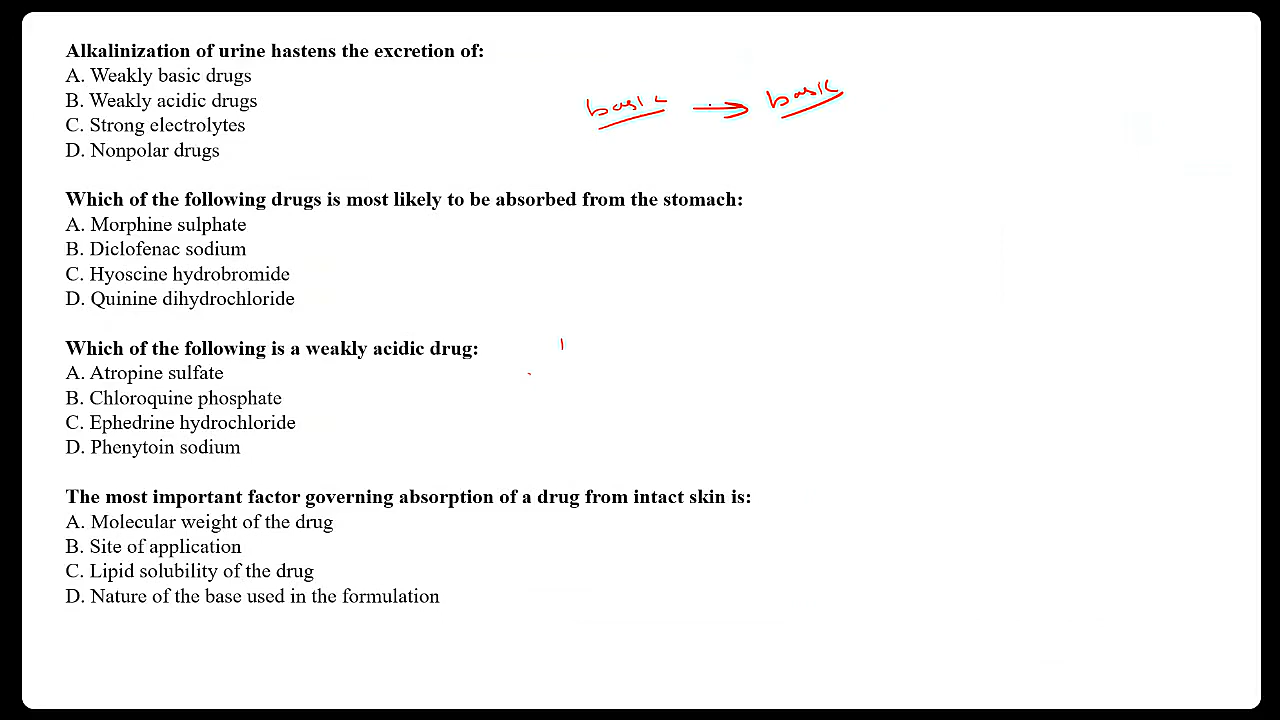 Alkalinization of urine hastens the excretion of:
A. Weakly basic drugs
B. Weakly acidic drugs
C. Strong electrolytes
D. Nonpolar drugs
basic → basic
Which of the following drugs is most likely to be absorbed from the stomach:
A. Morphine sulphate
B. Diclofenac sodium
C. Hyoscine hydrobromide
D. Quinine dihydrochloride
Which of the following is a weakly acidic drug:
A. Atropine sulfate
B. Chloroquine phosphate
C. Ephedrine hydrochloride
D. Phenytoin sodium
The most important factor governing absorption of a drug from intact skin is:
A. Molecular weight of the drug
B. Site of application
C. Lipid solubility of the drug
D. Nature of the base used in the formulation